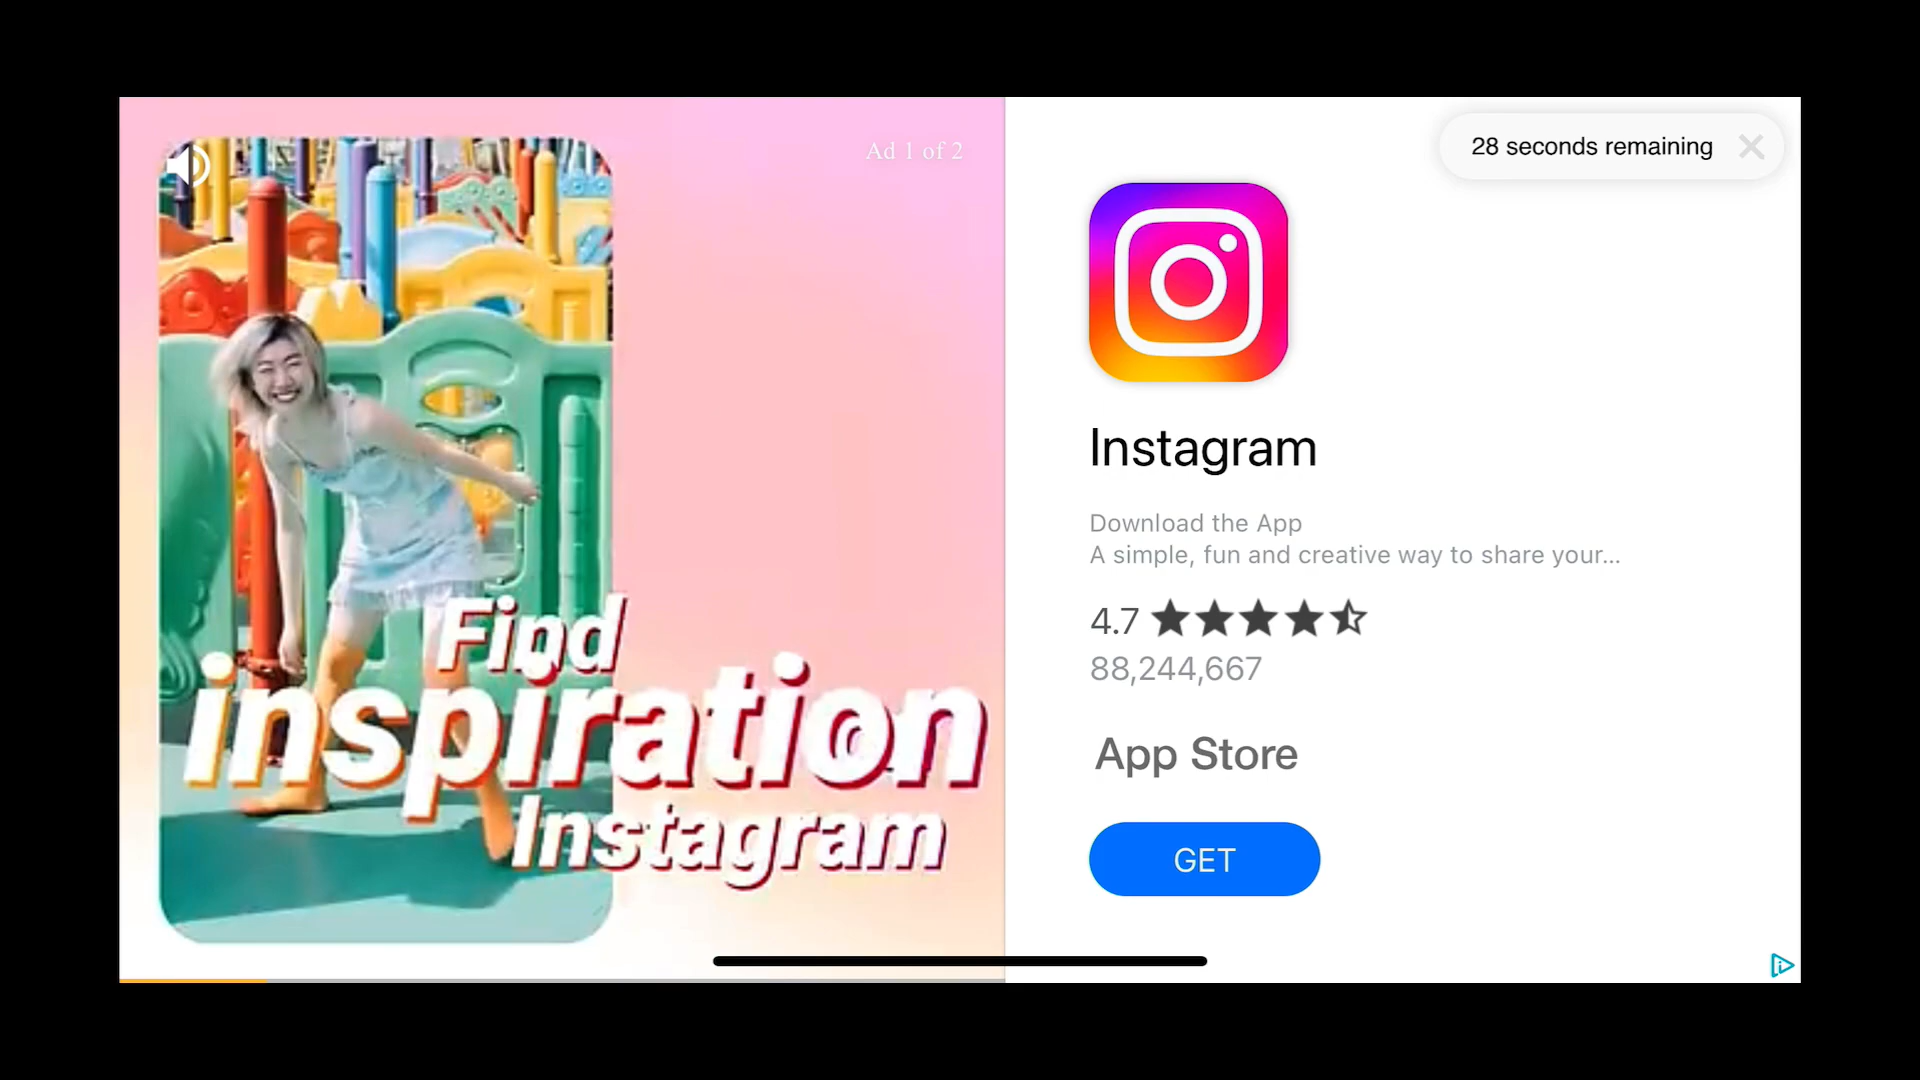 Ad 1 of 2
Find
inspiration
Instagram
28 seconds remaining
Instagram
Download the App
A simple, fun and creative way to share your...
4.7
88,244,667
App Store
GET